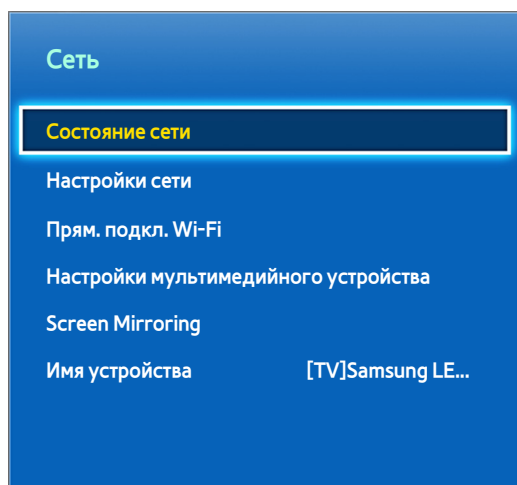 Сеть
Состояние сети
Настройки сети
Прям. подкл. Wi-Fi
Настройки мультимедийного устройства
Screen Mirroring
Имя устройства [TV]Samsung LE...